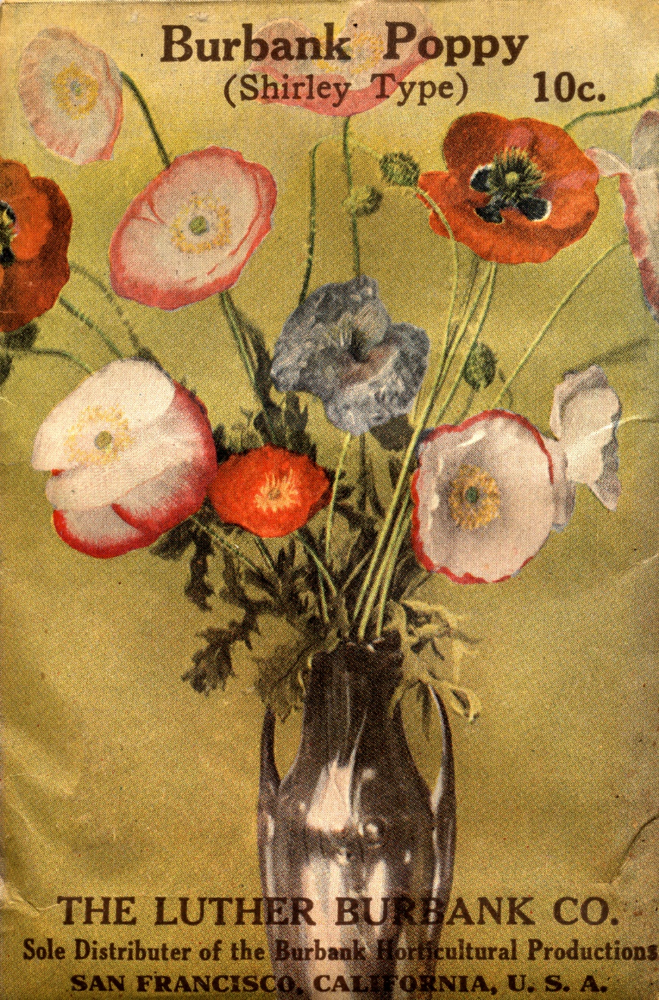 Burbank Poppy
(Shirley Type) 10c.
THE LUTHER BURBANK CO.
Sole Distributer of the Burbank Horticultural Productions
SAN FRANCISCO, CALIFORNIA, U. S. A.